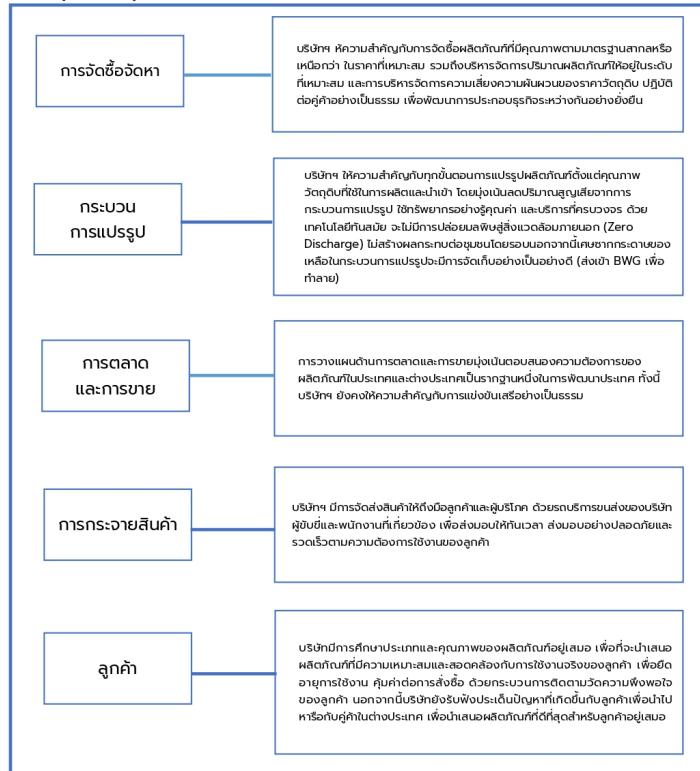 การจัดซื้อจัดหา
บริษัทฯ ห้ความสำคัญกับการจัดซื้อผลิตภัณฑ์ที่มีคุณภาพตามมาตรฐานสากลหรือ
เหนือกว่า ในราคาที่เหมาะสม รวมถึงบริหารจัดการปริมาณผลิตภัณฑ์ให้อยู่ในระดับ
ที่เหมาะสม และการบริหารจัดการความเสี่ยงความผันผวนของราคาวัตถุดิบ ปฏิบัติ
ต่อคู่ค้าอย่างเป็นธรรม เพื่อพัฒนาการประกอบธุรกิจระหว่างกันอย่างยั่งยืน
กระบวน
การแปรรูป
บริษัทฯ ให้ความสำคัญกับทุกขั้นตอนการแปรรูปผลิตภัณฑ์ตั้งแต่คุณภาพ
วัตถุดิบที่ใช้ในการผลิตและนำเข้า โดยมุ่งเน้นลดปริมาณสูญเสียจากการ
กระบวนการแปรรูป ใช้ทรัพยากรอย่างรู้คุณค่า และบริการที่ครบวงจร ด้วย
เทคโนโลยีทันสมัย จะไม่มีการปล่อยมลพิษสู่สิ่งแวดล้อมภายนอก (Zero
Discharge) ไม่สร้างผลกระทบต่อชุมชนโดยรอบนอกจากนี้เศษซากกระดาษของ
เหลือในกระบวนการแปรรูปจะมีการจัดเก็บอย่างเป็นอย่างดี (ส่งเข้า BWG เพื่อ
ทำลาย)
การตลาด
และการขาย
การวางแผนด้านการตลาดและการขายมุ่งเน้นตอบสนองความต้องการของ
ผลิตภัณฑ์ในประเทศและต่างประเทศเป็นรากฐานหนึ่งในการพัฒนาประเทศ ทั้งนี้
บริษัทฯ ยังคงให้ความสำคัญกับการแข่งขันเสรีอย่างเป็นธรรม
การกระจายสินค้า
บริษัทฯ มีการจัดส่งสินค้าให้ถึงมือลูกค้าและผู้บริโภค ด้วยรถบริการขนส่งของบริษัท
ผู้ขับขี่และพนักงานที่เกี่ยวข้อง เพื่อส่งมอบให้ทันเวลา ส่งมอบอย่างปลอดภัยและ
รวดเร็วตามความต้องการใช้งานของลูกค้า
ลูกค้า
บริษัทมีการศึกษาประเภทและคุณภาพของผลิตภัณฑ์อยู่เสมอ เพื่อที่จะนำเสนอ
ผลิตภัณฑ์ที่มีความเหมาะสมและสอดคล้องกับการใช้งานจริงของลูกค้า เพื่อยืด
อายุการใช้งาน คุ้มค่าต่อการสั่งซื้อ ด้วยกระบวนการติดตามวัดความพึงพอใจ
ของลูกค้า นอกจากนี้บริษัทยังรับฟังประเด็นปัญหาที่เกิดขึ้นกับลูกค้าเพื่อนำไป
หารือกับคู่ค้าในต่างประเทศ เพื่อนำเสนอผลิตภัณฑ์ที่ดีที่สุดสำหรับลูกค้าอยู่เสมอ